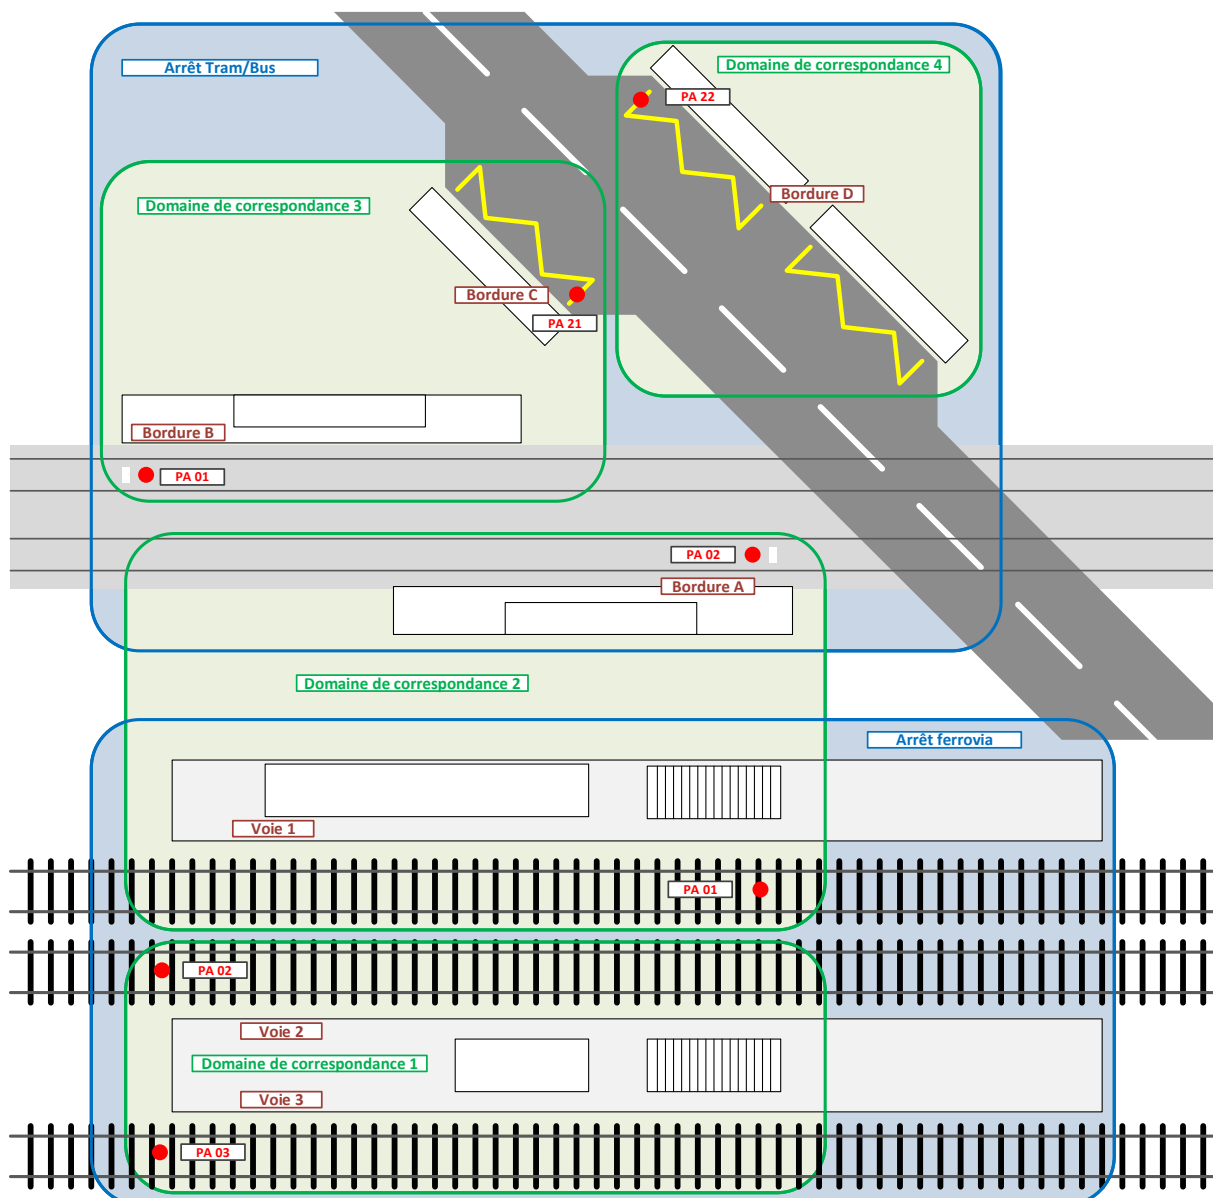 Arrêt Tram/Bus
Domaine de correspondance 4
PA 22
Bordure D
Domaine de correspondance 3
Bordure C
PA 21
Bordure B
PA 01
PA 02
Bordure A
Domaine de correspondance 2
Arrêt ferrovia
Voie 1
PA 01
PA 02
Voie 2
Domaine de correspondance 1
Voie 3
PA 03